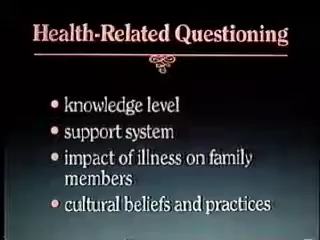 Health-Related Questioning
• knowledge level
• support system
• impact of illness on family
members
• cultural beliefs and practices